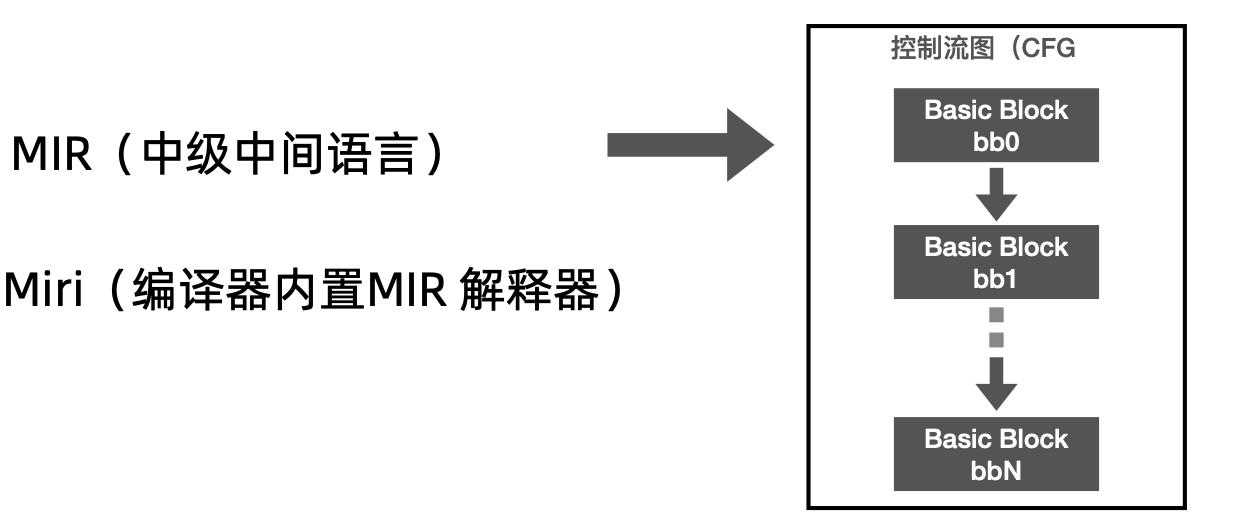 MIR（中级中间语言）
Miri（编译器内置MIR 解释器）
控制流图（CFG
Basic Block
bb0
Basic Block
bb1
Basic Block
bbN